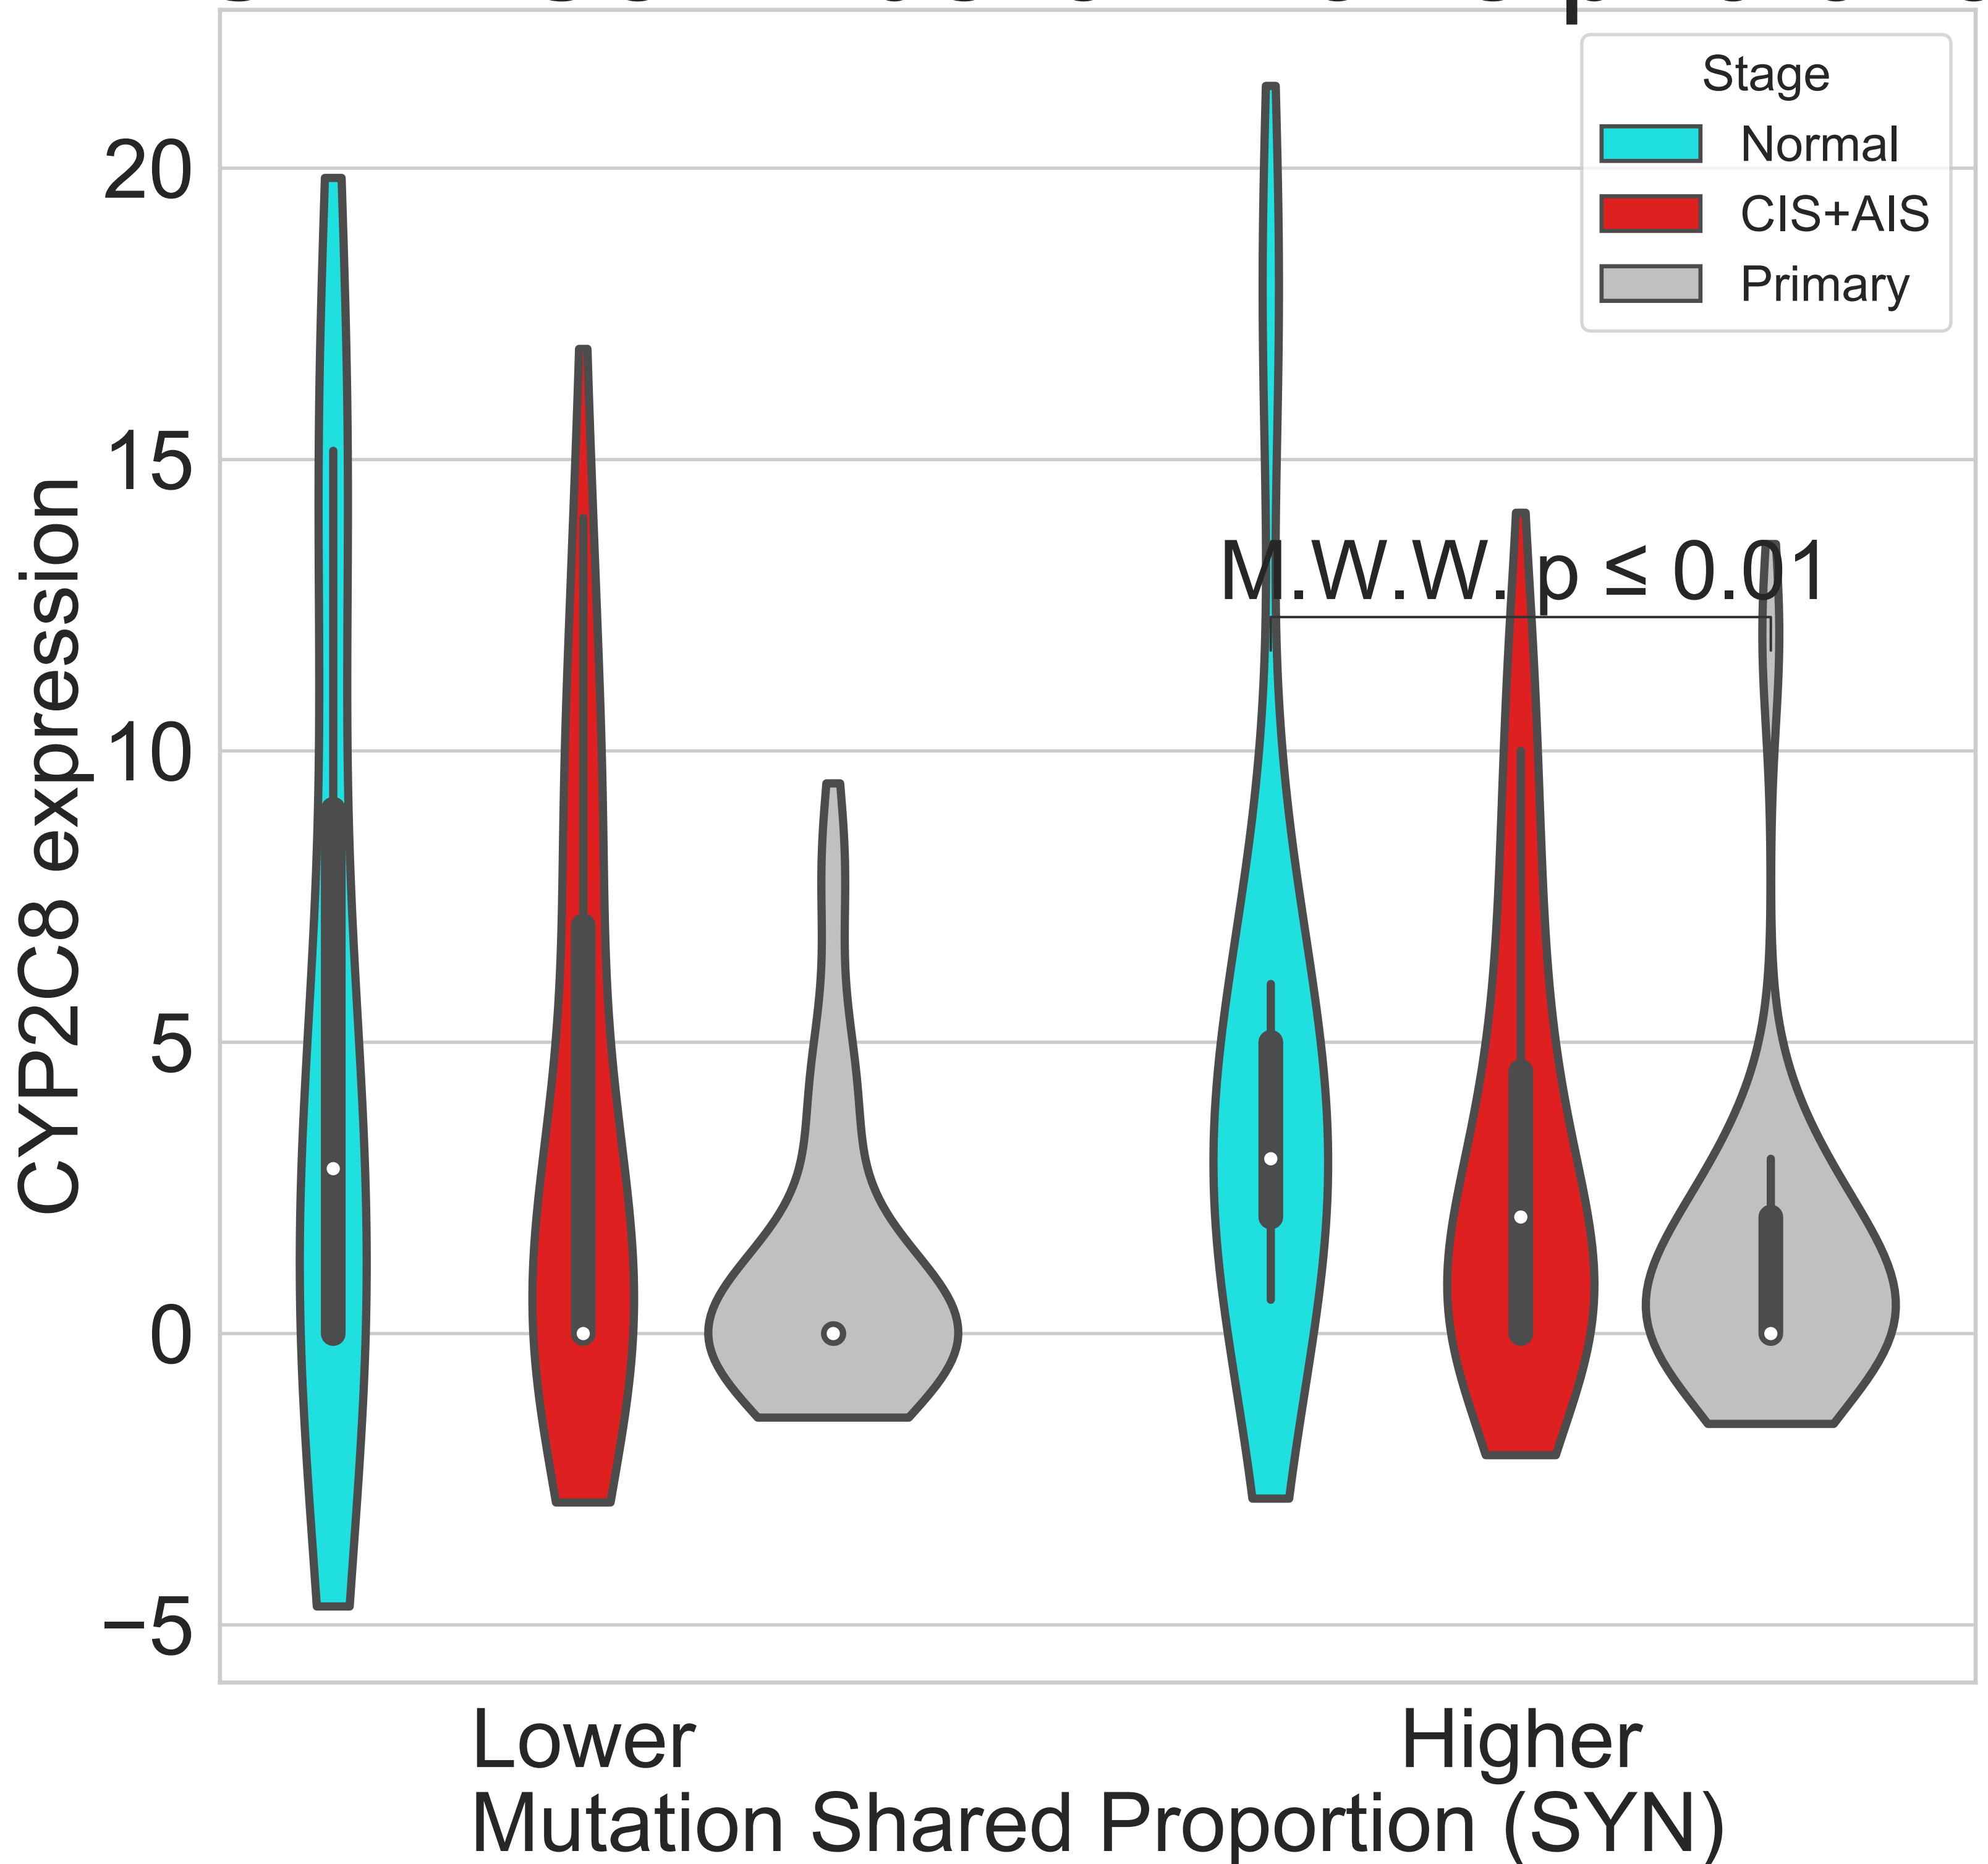 Stage
Normal
CIS+AIS
Primary
20
15
10
5
0
−5
CYP2C8 expression
M.W.W. p ≤ 0.01
Lower Higher
Mutation Shared Proportion (SYN)